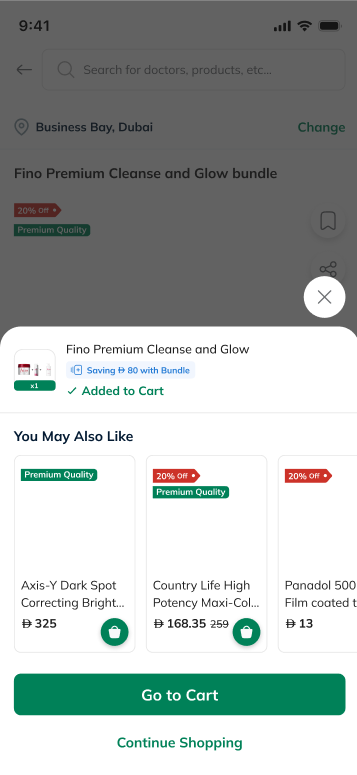 9:41
Search for doctors, products, etc...
Business Bay, Dubai
Change
Fino Premium Cleanse and Glow bundle
20% Off
Premium Quality
Fino Premium Cleanse and Glow
Saving 80 with Bundle
x1
Added to Cart
You May Also Like
Premium Quality
Axis-Y Dark Spot
Correcting Bright...
325
20% Off
Premium Quality
Country Life High
Potency Maxi-Col...
168.35 259
20% Off
Panadol 500
Film coated t
13
Go to Cart
Continue Shopping